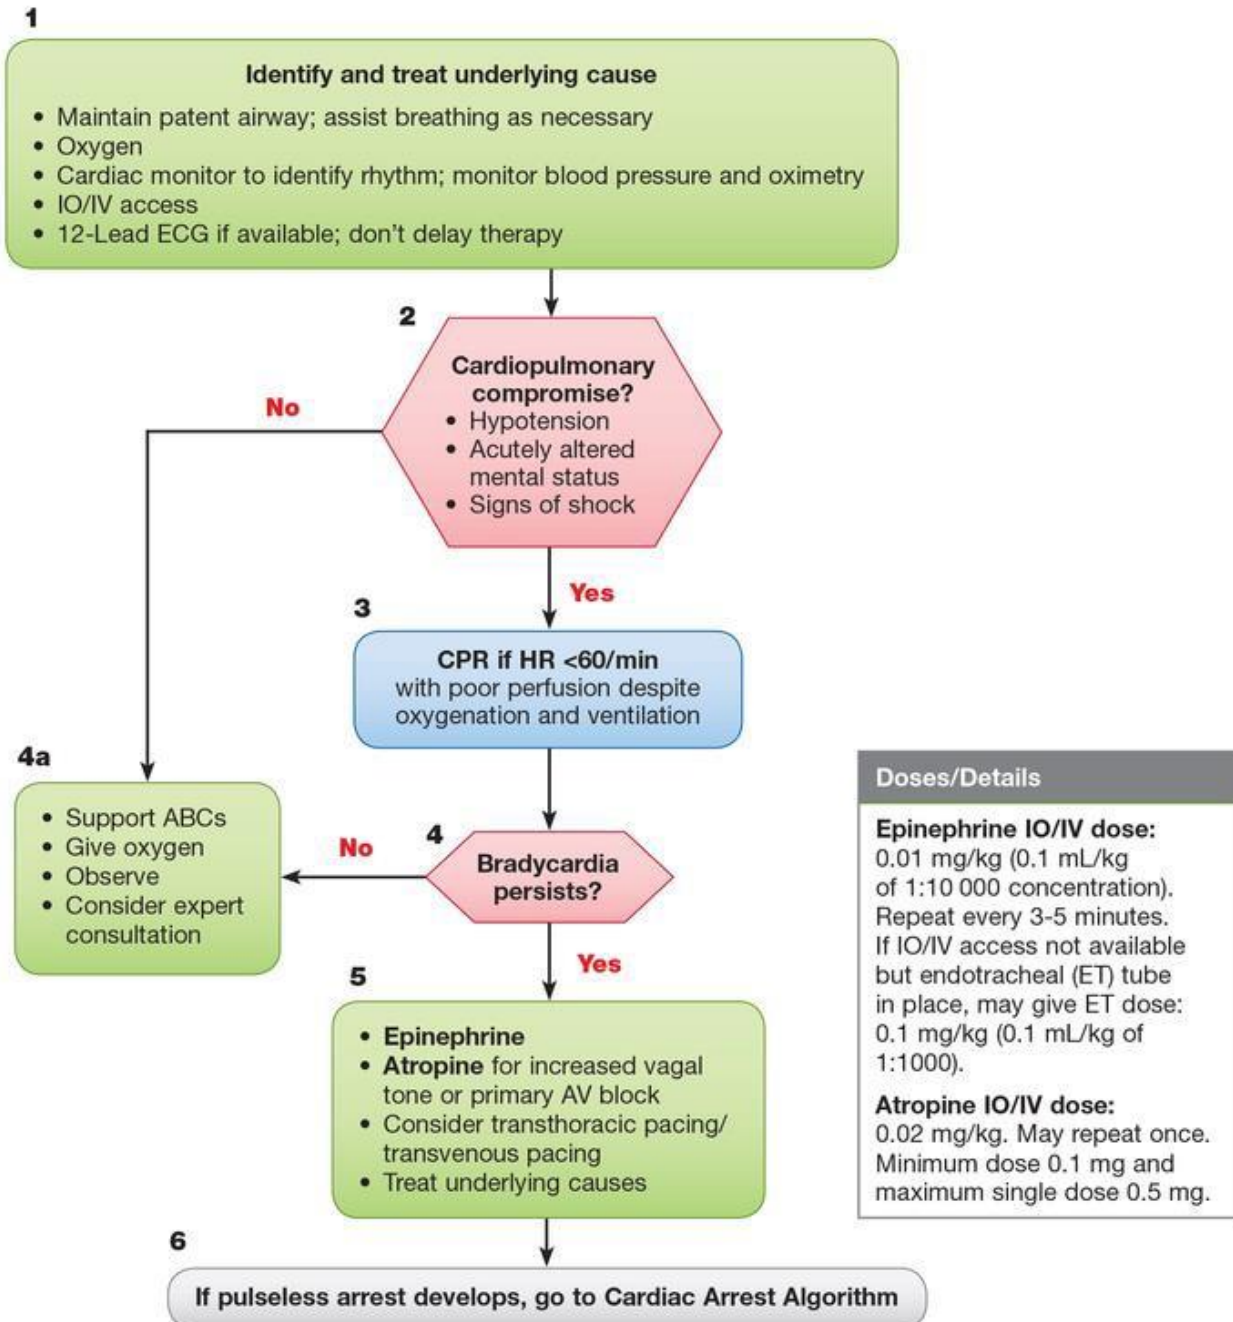 1
Identify and treat underlying cause
• Maintain patent airway; assist breathing as necessary
• Oxygen
• Cardiac monitor to identify rhythm; monitor blood pressure and oximetry
• IO/IV access
• 12-Lead ECG if available; don't delay therapy
2
Cardiopulmonary
compromise?
• Hypotension
• Acutely altered
mental status
• Signs of shock
No
Yes
3
CPR if HR <60/min
with poor perfusion despite
oxygenation and ventilation
4a
• Support ABCs
• Give oxygen
• Observe
• Consider expert
consultation
No
4
Bradycardia
persists?
Yes
5
• Epinephrine
• Atropine for increased vagal
tone or primary AV block
• Consider transthoracic pacing/
transvenous pacing
• Treat underlying causes
6
If pulseless arrest develops, go to Cardiac Arrest Algorithm
Doses/Details
Epinephrine IO/IV dose:
0.01 mg/kg (0.1 mL/kg
of 1:10 000 concentration).
Repeat every 3-5 minutes.
If IO/IV access not available
but endotracheal (ET) tube
in place, may give ET dose:
0.1 mg/kg (0.1 mL/kg of
1:1000).
Atropine IO/IV dose:
0.02 mg/kg. May repeat once.
Minimum dose 0.1 mg and
maximum single dose 0.5 mg.